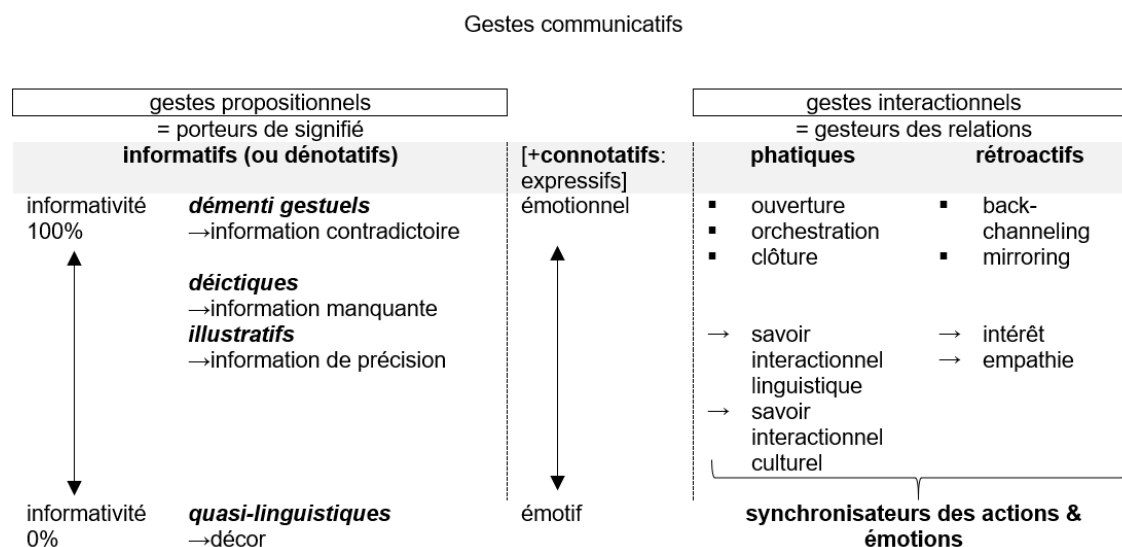 Gestes communicatifs
gestes propositionnels
= porteurs de signifié
informatifs (ou dénotatifs)
informativité
100%
démenti gestuels
→information contradictoire
déictiques
→information manquante
illustratifs
→information de précision
informativité
0%
quasi-linguistiques
→décor
[+connotatifs:
expressifs]
émotionnel
émotif
gestes interactionnels
= gesteurs des relations
phatiques
▪ ouverture
▪ orchestration
▪ clôture
→ savoir
interactionnel
linguistique
→ savoir
interactionnel
culturel
rétroactifs
▪ back-
channeling
▪ mirroring
→ intérêt
→ empathie
synchronisateurs des actions &
émotions